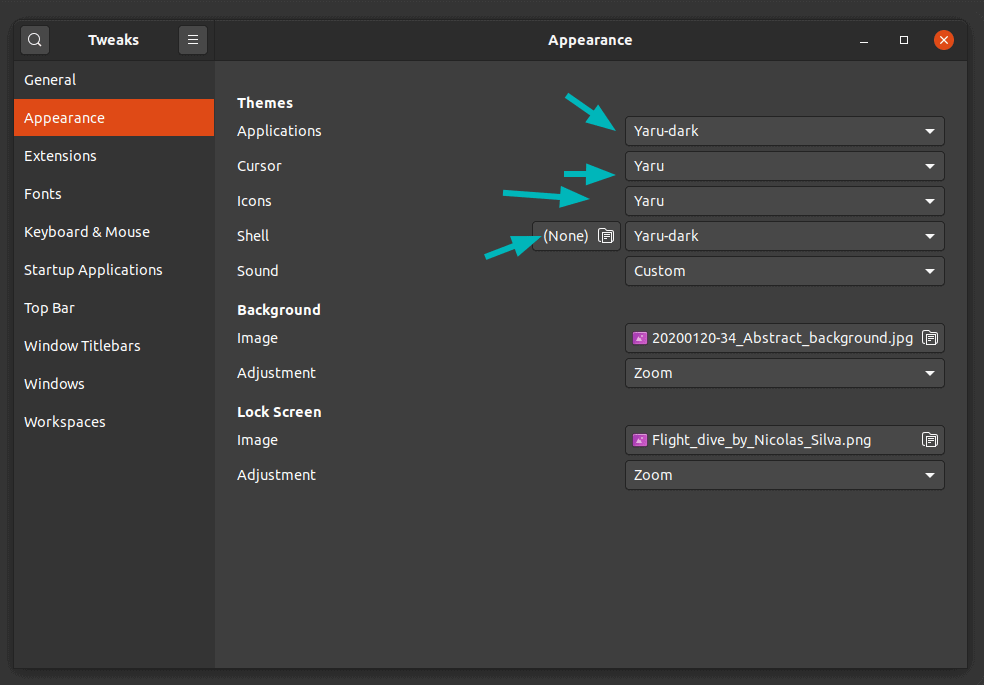 Tweaks
Appearance
General
Appearance
Extensions
Fonts
Keyboard & Mouse
Startup Applications
Top Bar
Window Titlebars
Windows
Workspaces
Themes
Applications Yaru-dark
Cursor Yaru
Icons Yaru
Shell (None) Yaru-dark
Sound Custom
Background
Image 20200120-34_Abstract_background.jpg
Adjustment Zoom
Lock Screen
Image Flight_dive_by_Nicolas_Silva.png
Adjustment Zoom